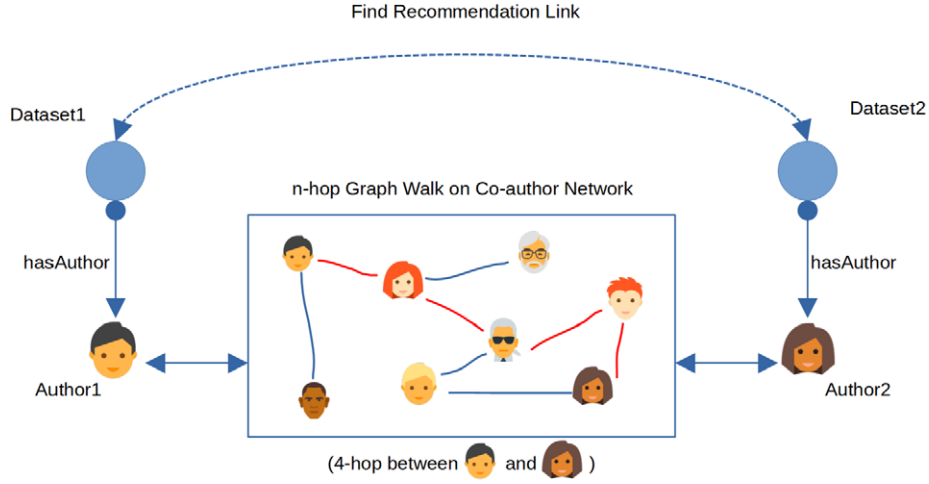 Find Recommendation Link
Dataset1
Dataset2
n-hop Graph Walk on Co-author Network
hasAuthor
hasAuthor
Author1
Author2
(4-hop between and )